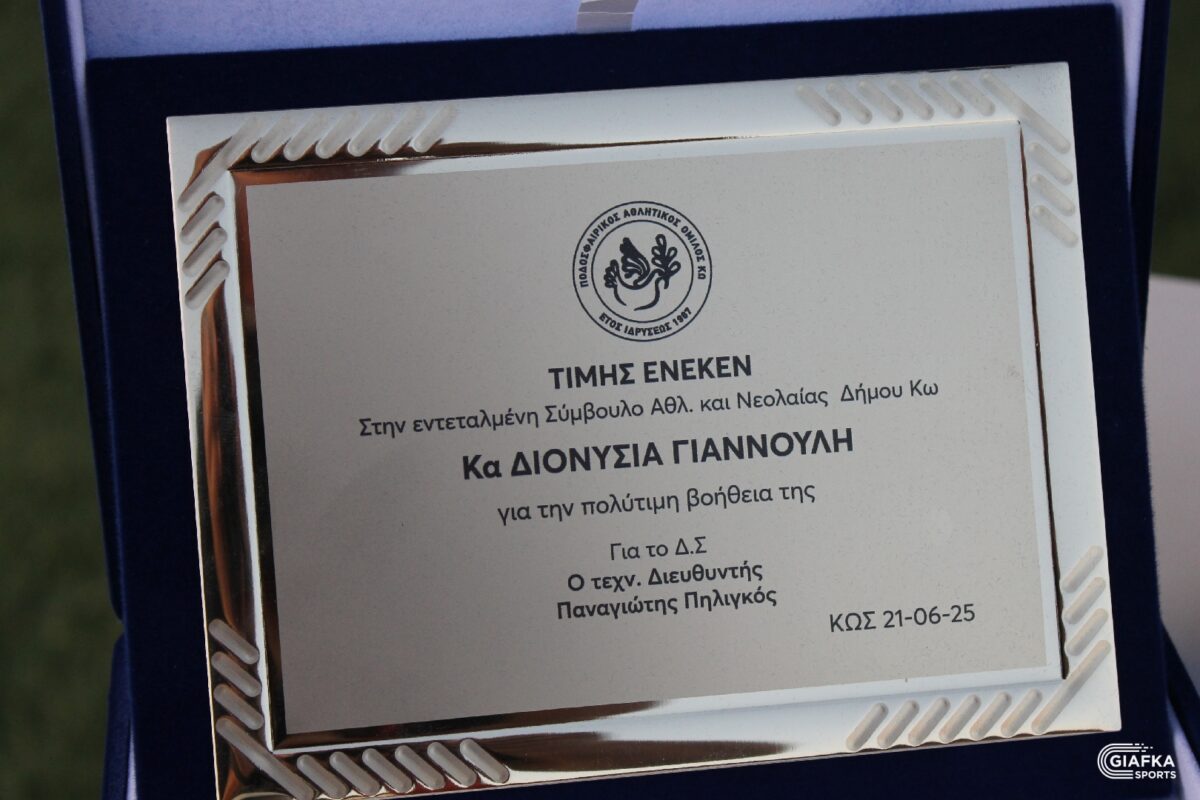 ΠΟΔΟΣΦΑΙΡΙΚΟΣ ΑΘΛΗΤΙΚΟΣ ΟΜΙΛΟΣ ΚΩ
ΕΤΟΣ ΙΔΡΥΣΕΩΣ 1987
ΤΙΜΗΣ ΕΝΕΚΕΝ
Στην εντεταλμένη Σύμβουλο Αθλ. και Νεολαίας Δήμου Κω
Κα ΔΙΟΝΥΣΙΑ ΓΙΑΝΝΟΥΛΗ
για την πολύτιμη βοήθεια της
Για το Δ.Σ
Ο τεχν. Διευθυντής
Παναγιώτης Πηλιγκός
ΚΩΣ 21-06-25
GIAFKA
SPORTS